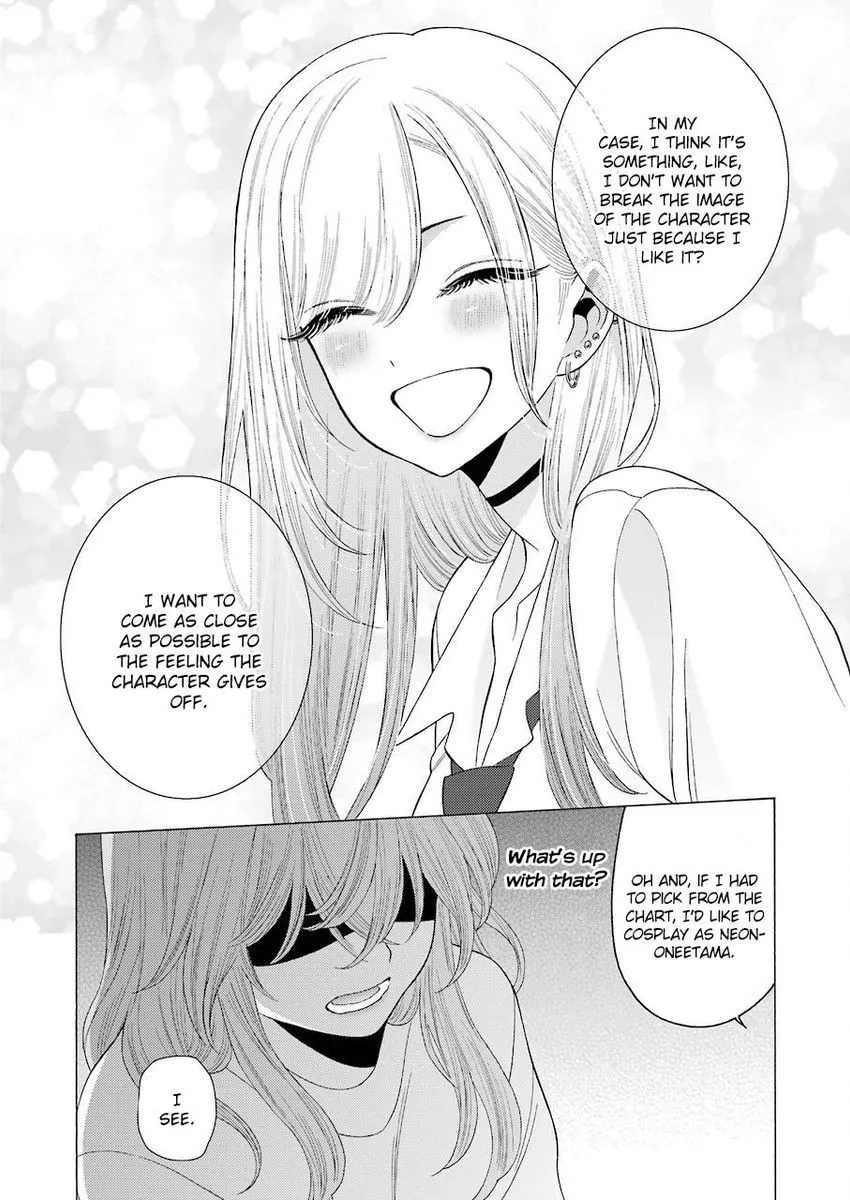 IN MY
CASE, I THINK IT'S
SOMETHING, LIKE,
I DON'T WANT TO
BREAK THE IMAGE
OF THE CHARACTER
JUST BECAUSE I
LIKE IT?
I WANT TO
COME AS CLOSE
AS POSSIBLE TO
THE FEELING THE
CHARACTER GIVES
OFF.
OH AND, IF I HAD
TO PICK FROM THE
CHART, I'D LIKE TO
COSPLAY AS NEON-
ONEETAMA.
What's up
with that?
I
SEE.